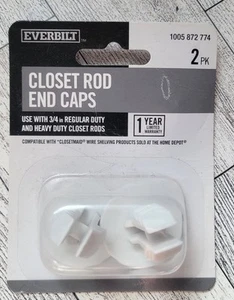 EVERBILT™
1005 872 774
2 PK
CLOSET ROD
END CAPS
USE WITH 3/4 in REGULAR DUTY
AND HEAVY DUTY CLOSET RODS
1 YEAR
LIMITED
WARRANTY
COMPATIBLE WITH "CLOSETMAID" WIRE SHELVING PRODUCTS SOLD AT THE HOME DEPOT*